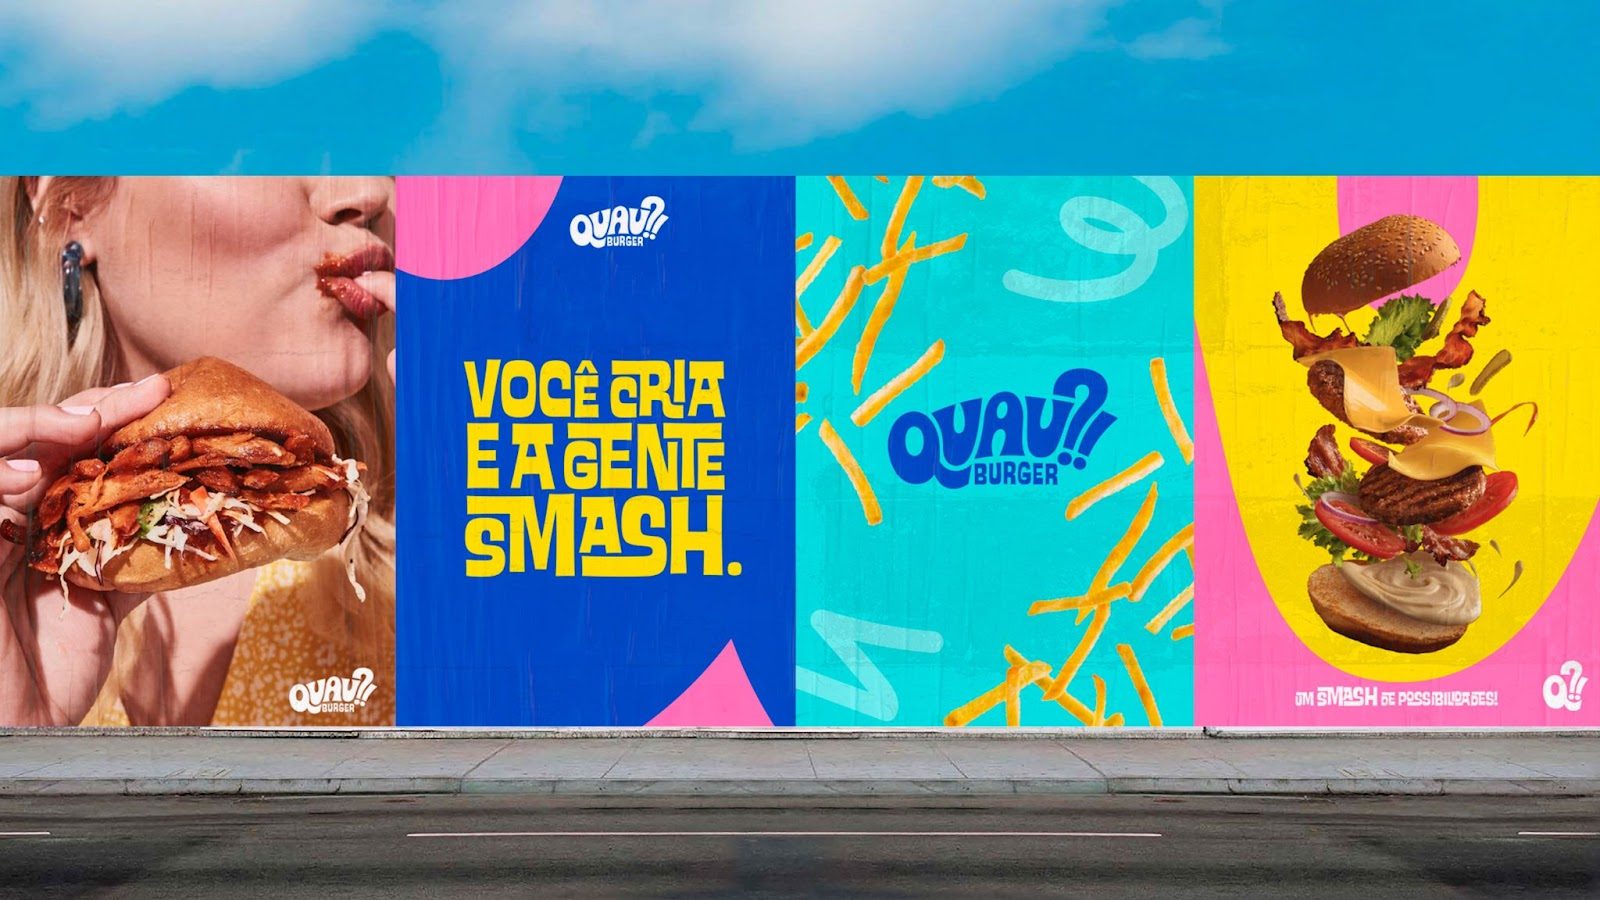 QUAU?!
BURGER
QUAU?!
BURGER
VOCÊ CRIA
E A GENTE
SMASH.
QUAU?!
BURGER
UM SMASH DE POSSIBILIDADES!
Q?!